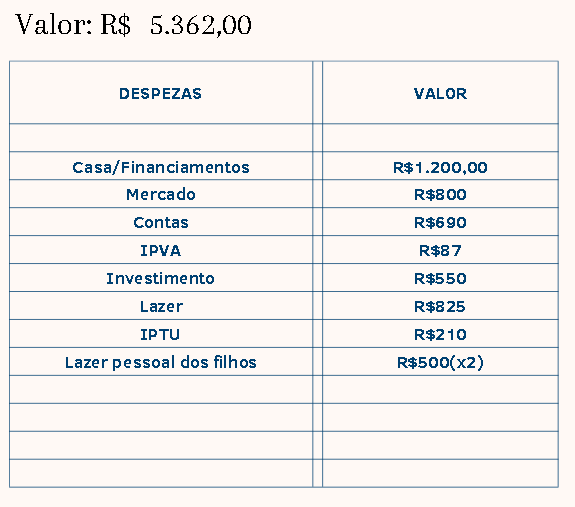 Valor: R$ 5.362,00
DESPEZAS VALOR
Casa/Financiamentos R$1.200,00
Mercado R$800
Contas R$690
IPVA R$87
Investimento R$550
Lazer R$825
IPTU R$210
Lazer pessoal dos filhos R$500(x2)